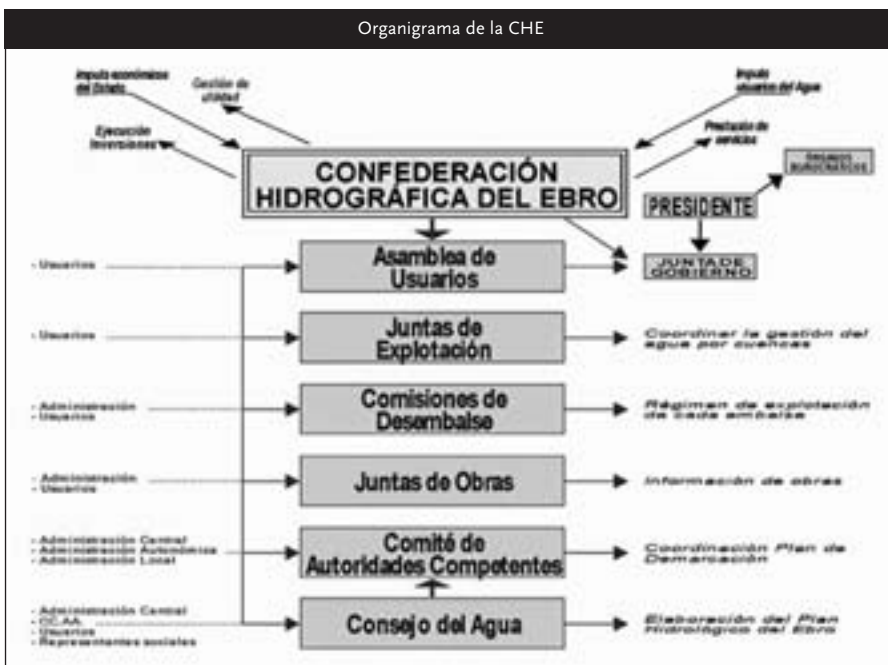 Organigrama de la CHE
Impulso económicos
del Estado
Gestión de
utilidad
Ejecución
Inversiones
Impulso
usuarios del Agua
Prestación de
servicios
CONFEDERACIÓN
HIDROGRÁFICA DEL EBRO
ÓRGANOS
BUROCRÁTICOS
PRESIDENTE
JUNTA DE
GOBIERNO
- Usuarios
Asamblea de
Usuarios
- Usuarios
Juntas de
Explotación
Coordinar la gestión del
agua por cuencas
- Administración
- Usuarios
Comisiones de
Desembalse
Régimen de explotación
de cada embalse
- Administración
- Usuarios
Juntas de Obras
Información de obras
- Administración Central
- Administración Autonómica
- Administración Local
Comité de
Autoridades Competentes
Coordinación Plan de
Demarcación
- Administración Central
- CC.AA.
- Usuarios
- Representantes sociales
Consejo del Agua
Elaboración del Plan
Hidrológico del Ebro